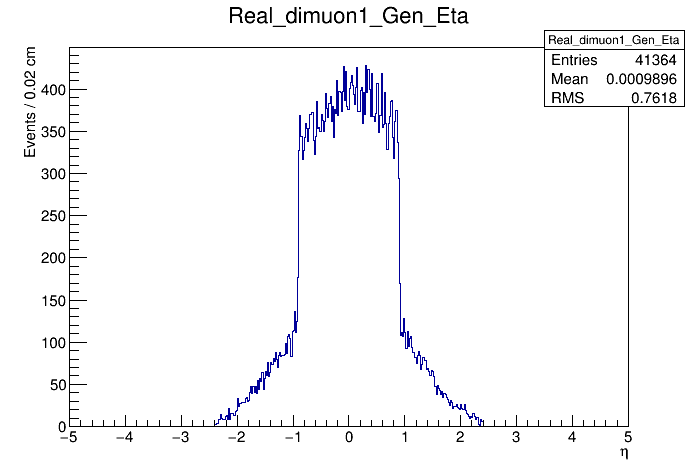 Real_dimuon1_Gen_Eta
Real_dimuon1_Gen_Eta
Entries 41364
Mean 0.0009896
RMS 0.7618
Events / 0.02 cm
400
350
300
250
200
150
100
50
0
−5 −4 −3 −2 −1 0 1 2 3 4 5
η